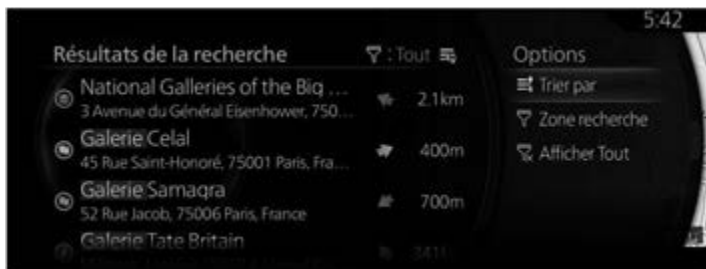 5:42
Résultats de la recherche : Tout
Options
National Galleries of the Big ...
3 Avenue du Général Eisenhower, 750...
2.1km
Galerie Celal
45 Rue Saint-Honoré, 75001 Paris, Fra...
400m
Galerie Samagra
52 Rue Jacob, 75006 Paris, France
700m
Galerie Tate Britain
Trier par
Zone recherche
Afficher Tout